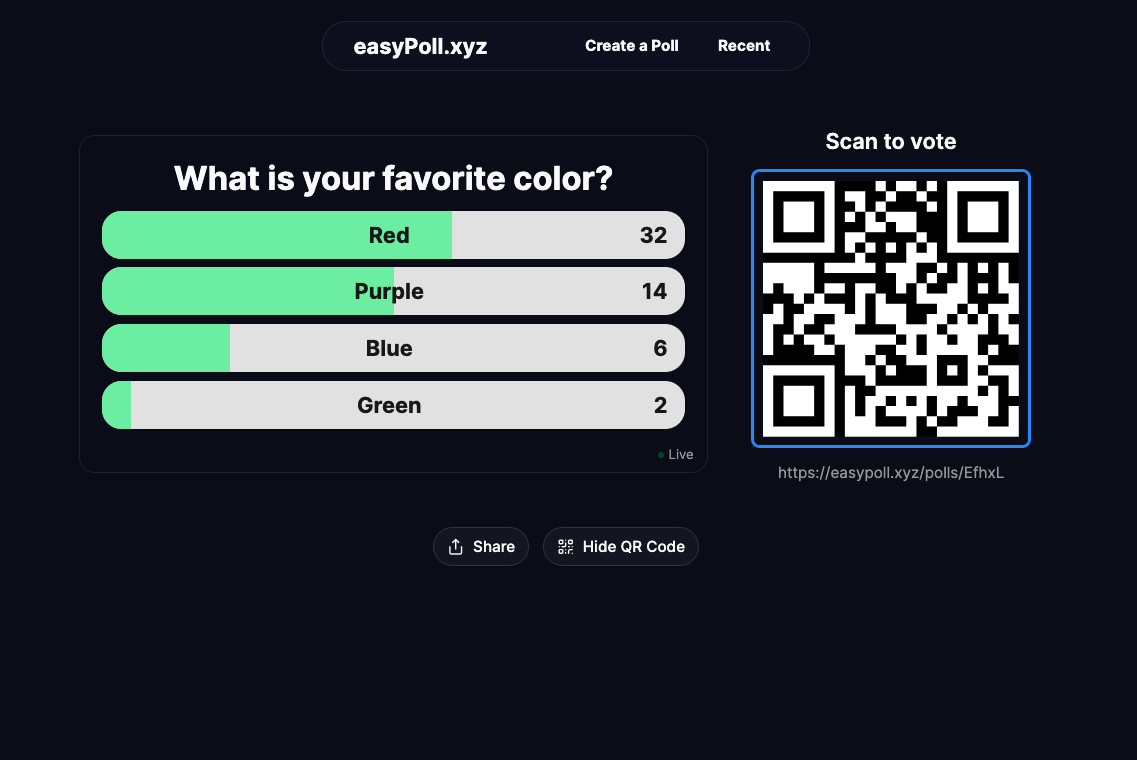 easyPoll.xyz Create a Poll Recent
What is your favorite color?
Red 32
Purple 14
Blue 6
Green 2
Live
Scan to vote
https://easypoll.xyz/polls/EfhxL
Share Hide QR Code